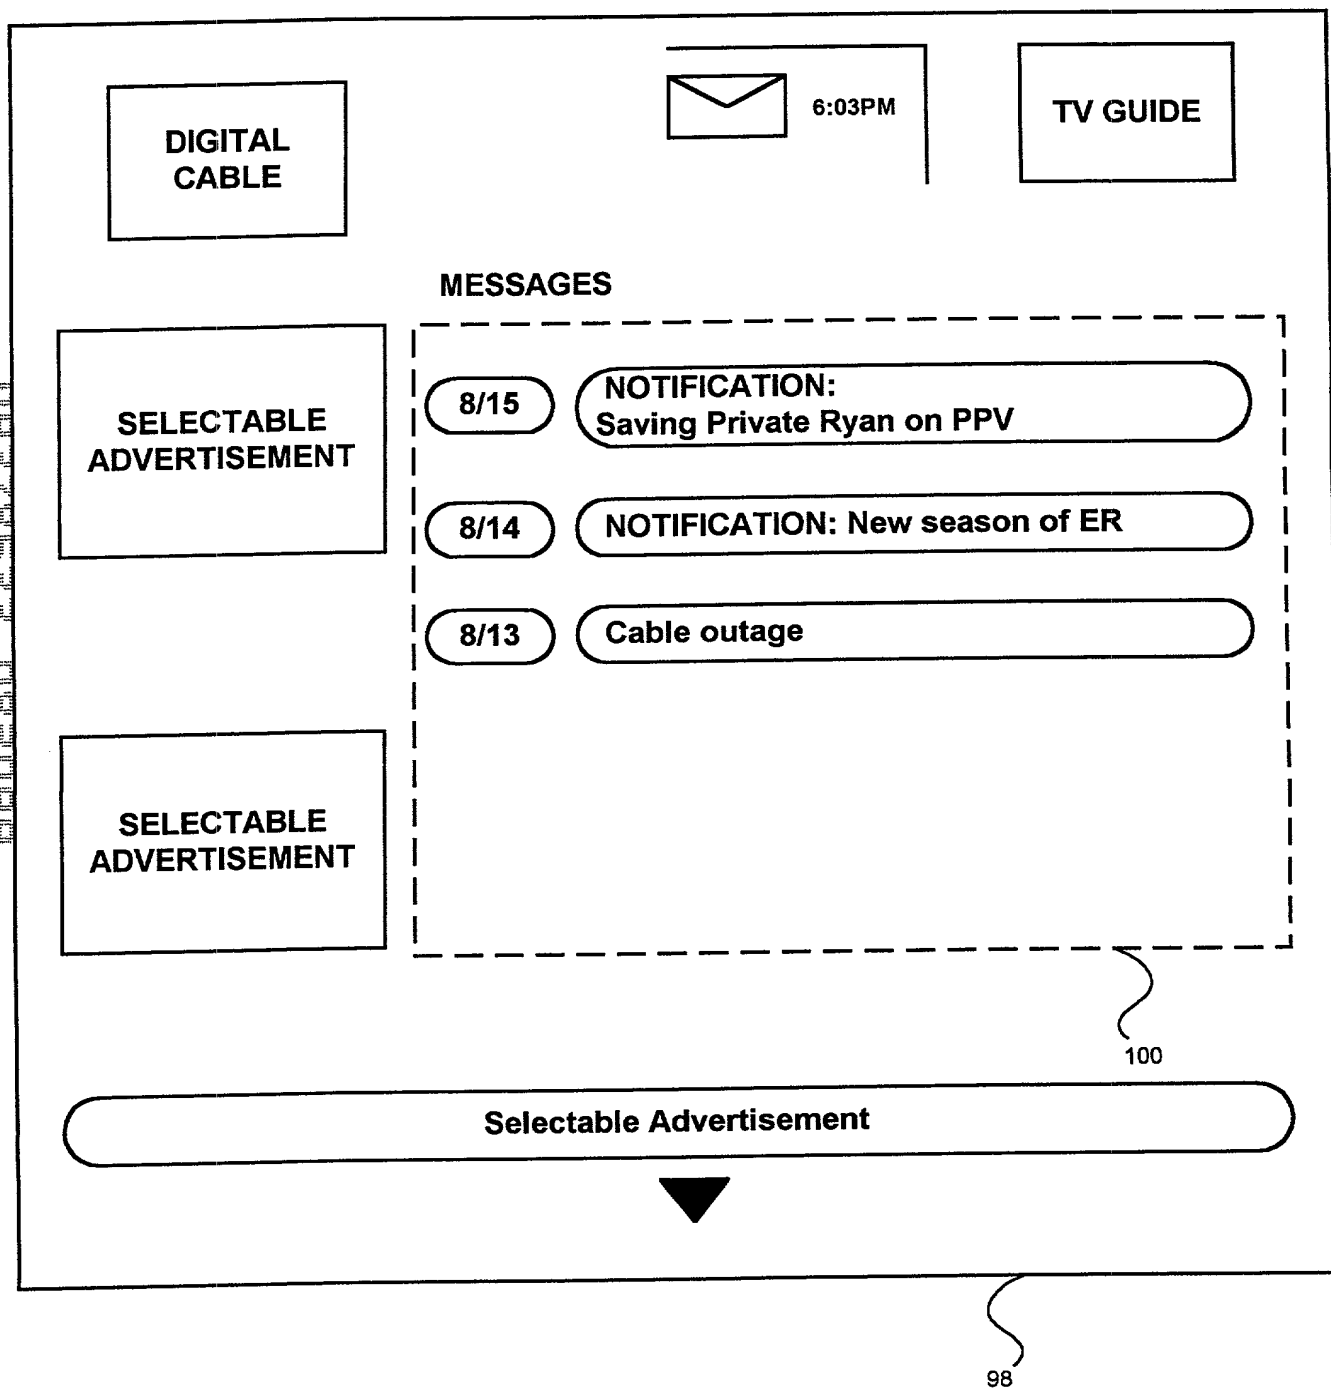 DIGITAL
CABLE
6:03PM
TV GUIDE
MESSAGES
SELECTABLE
ADVERTISEMENT
8/15
NOTIFICATION:
Saving Private Ryan on PPV
8/14
NOTIFICATION: New season of ER
8/13
Cable outage
SELECTABLE
ADVERTISEMENT
100
Selectable Advertisement
98